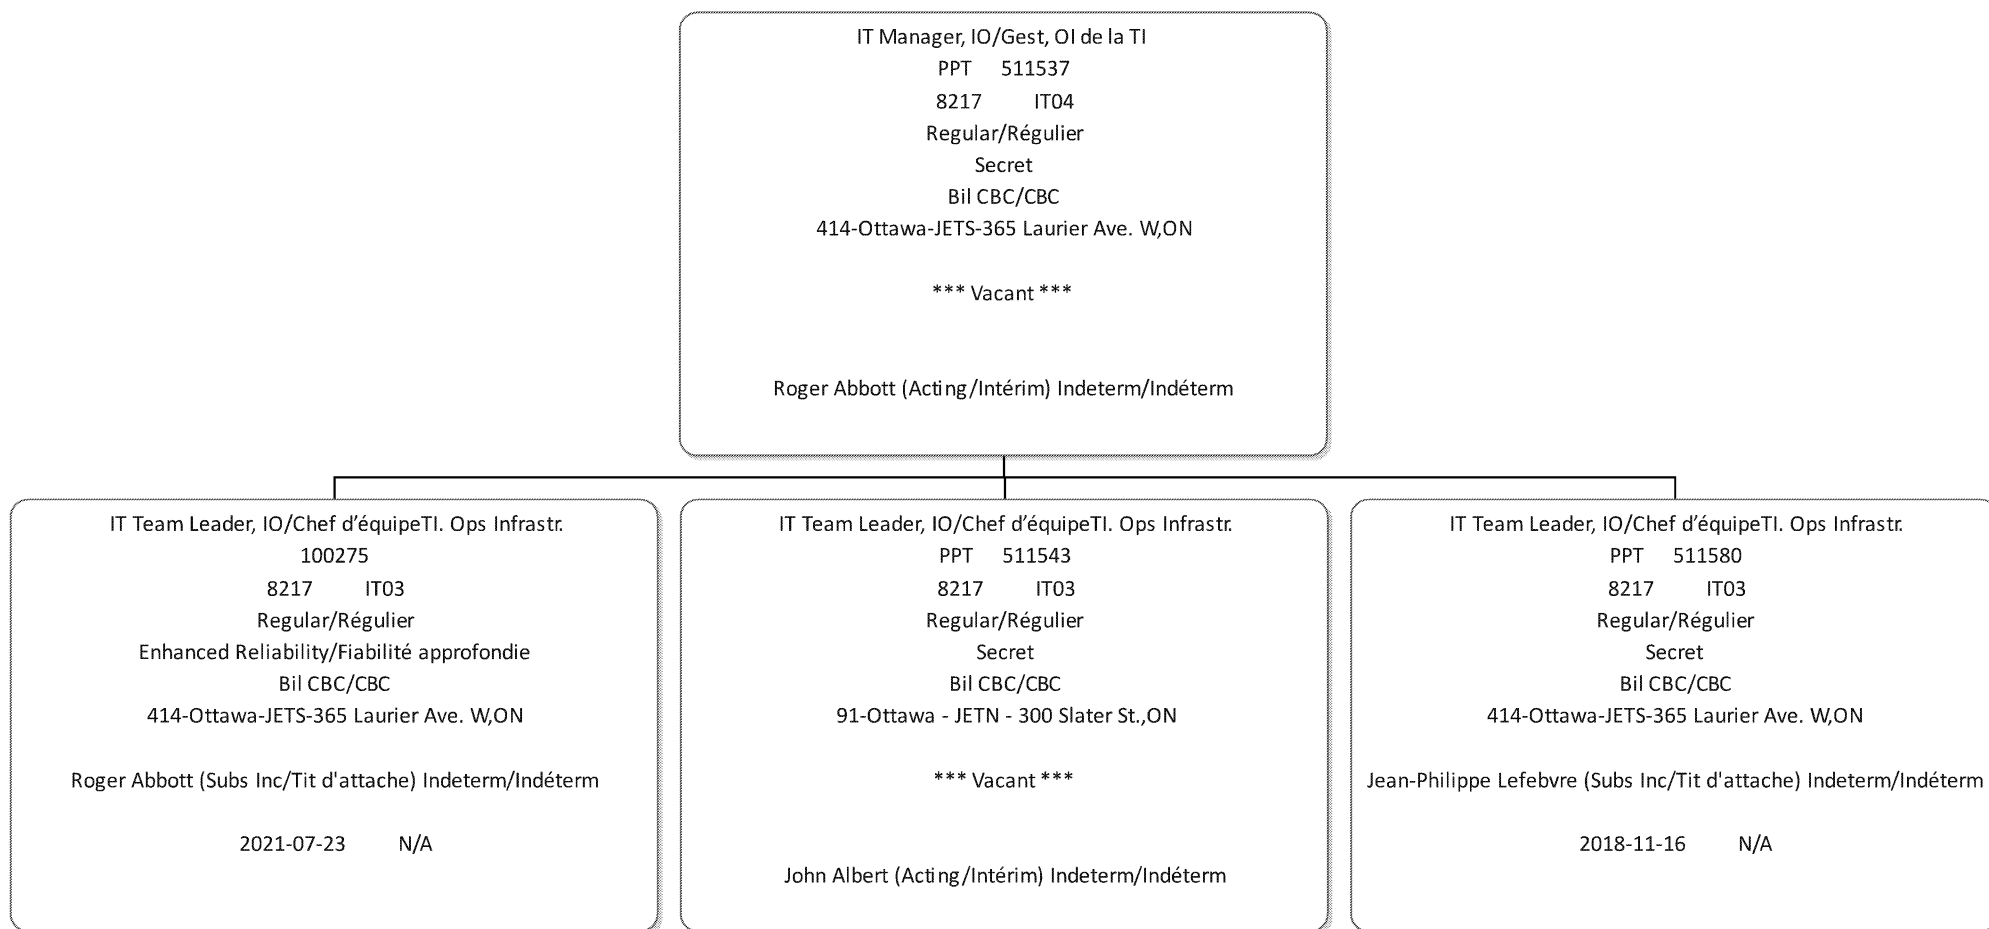 IT Manager, IO/Gest, OI de la TI
PPT 511537
8217 IT04
Regular/Régulier
Secret
Bil CBC/CBC
414-Ottawa-JETS-365 Laurier Ave. W,ON
*** Vacant ***
Roger Abbott (Acting/Intérim) Indeterm/Indéterm
IT Team Leader, IO/Chef d’équipeTI. Ops Infrastr.
100275
8217 IT03
Regular/Régulier
Enhanced Reliability/Fiabilité approfondie
Bil CBC/CBC
414-Ottawa-JETS-365 Laurier Ave. W,ON
Roger Abbott (Subs Inc/Tit d'attache) Indeterm/Indéterm
2021-07-23 N/A
IT Team Leader, IO/Chef d’équipeTI. Ops Infrastr.
PPT 511543
8217 IT03
Regular/Régulier
Secret
Bil CBC/CBC
91-Ottawa - JETN - 300 Slater St.,ON
*** Vacant ***
John Albert (Acting/Intérim) Indeterm/Indéterm
IT Team Leader, IO/Chef d’équipeTI. Ops Infrastr.
PPT 511580
8217 IT03
Regular/Régulier
Secret
Bil CBC/CBC
414-Ottawa-JETS-365 Laurier Ave. W,ON
Jean-Philippe Lefebvre (Subs Inc/Tit d'attache) Indeterm/Indéterm
2018-11-16 N/A